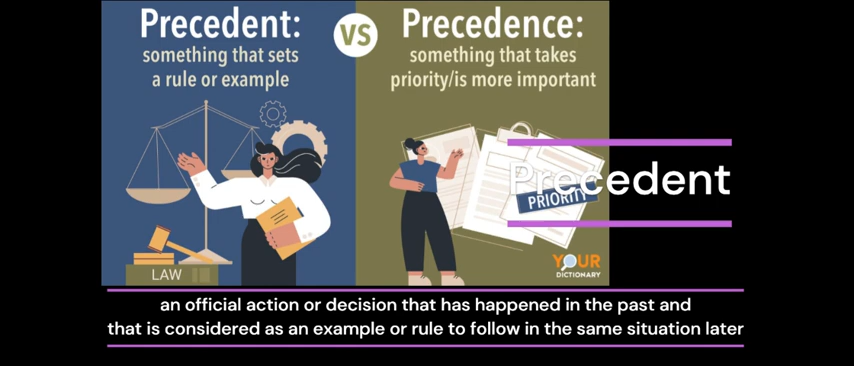 Precedent:
something that sets
a rule or example
VS
Precedence:
something that takes
priority/is more important
LAW
PRIORITY
Precedent
YOUR
DICTIONARY
an official action or decision that has happened in the past and
that is considered as an example or rule to follow in the same situation later